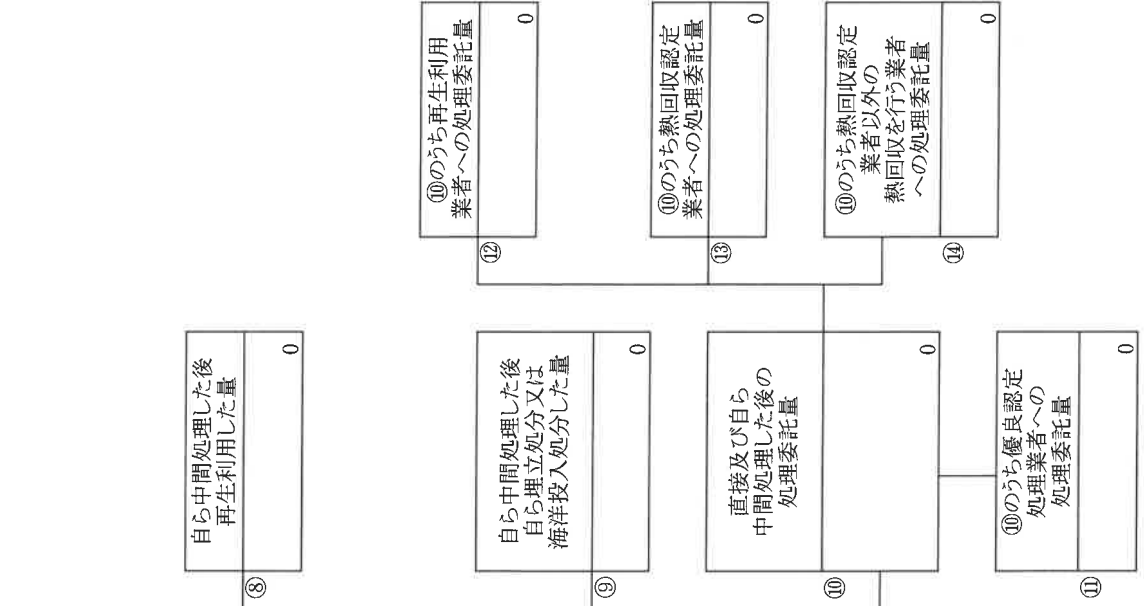 ⑧
自ら中間処理した後
再生利用した量
0
⑨
自ら中間処理した後
自ら埋立処分又は
海洋投入処分した量
0
⑩
直接及び自ら
中間処理した後の
処理委託量
0
⑪
⑩のうち優良認定
処理業者への
処理委託量
0
⑫
⑩のうち再生利用
業者への処理委託量
0
⑬
⑩のうち熱回収認定
業者への処理委託量
0
⑭
⑩のうち熱回収認定
業者以外の
熱回収を行う業者
への処理委託量
0